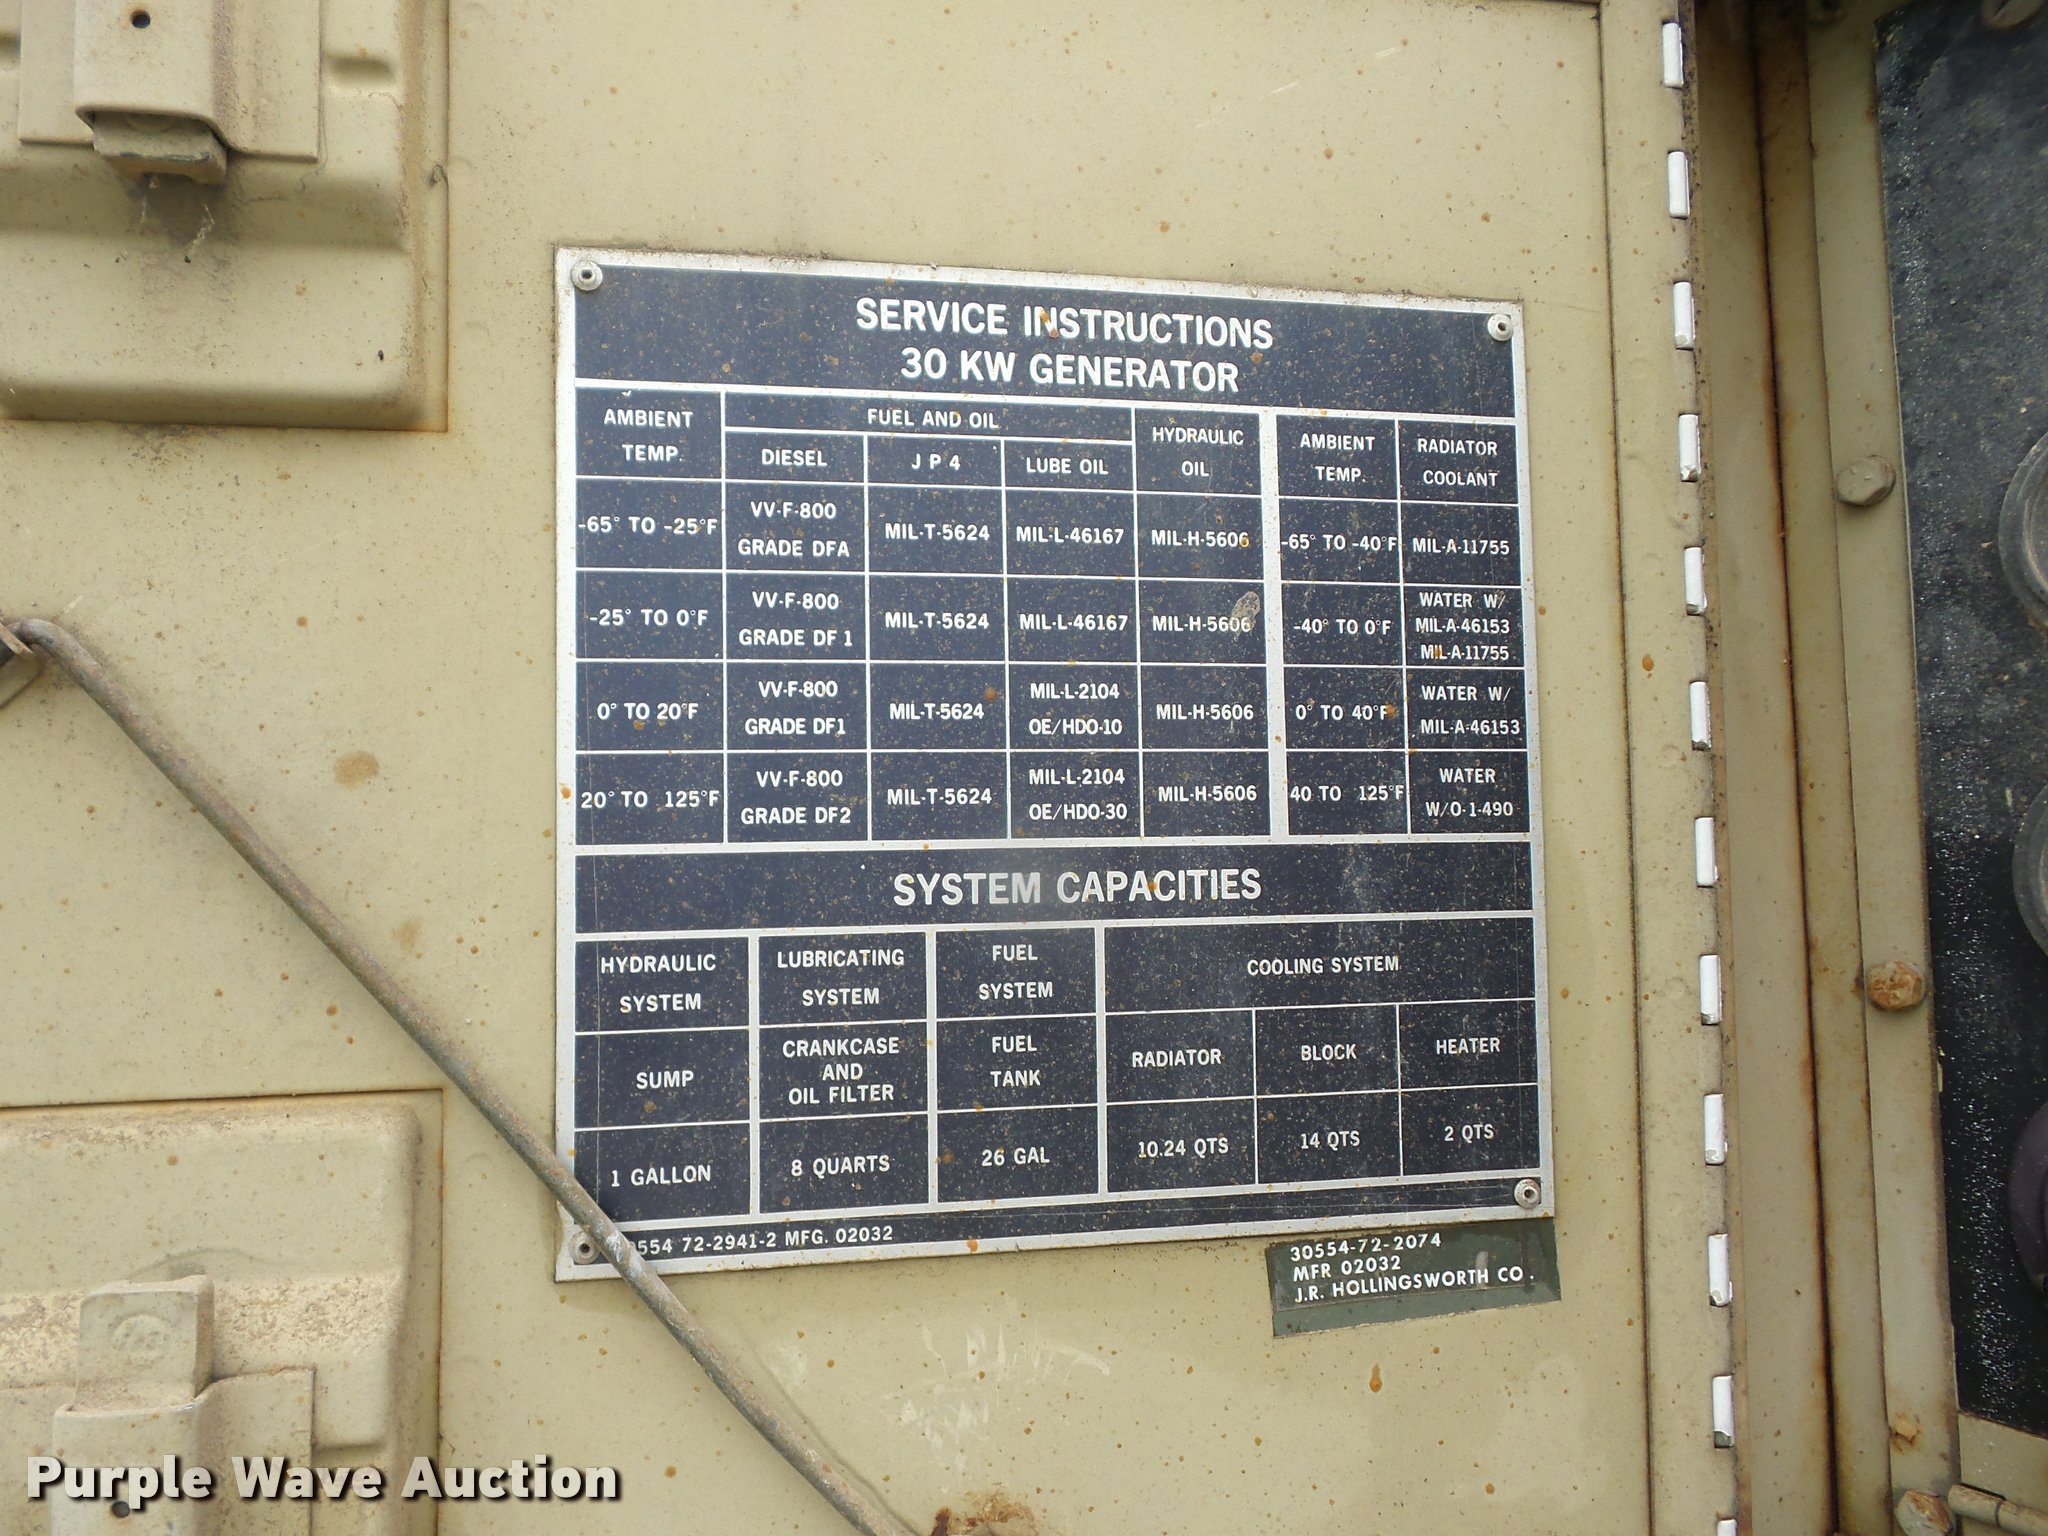 SERVICE INSTRUCTIONS
30 KW GENERATOR
AMBIENT TEMP.
FUEL AND OIL
DIESEL
J P 4
LUBE OIL
HYDRAULIC OIL
AMBIENT TEMP.
RADIATOR COOLANT
-65° TO -25°F
VV-F-800
GRADE DFA
MIL-T-5624
MIL-L-46167
MIL-H-5606
-65° TO -40°F
MIL-A-11755
-25° TO 0°F
VV-F-800
GRADE DF 1
MIL-T-5624
MIL-L-46167
MIL-H-5606
-40° TO 0°F
WATER W/
MIL-A-46153
MIL-A-11755
0° TO 20°F
VV-F-800
GRADE DF1
MIL-T-5624
MIL-L-2104
OE/HDO-10
MIL-H-5606
0° TO 40°F
WATER W/
MIL-A-46153
20° TO 125°F
VV-F-800
GRADE DF2
MIL-T-5624
MIL-L-2104
OE/HDO-30
MIL-H-5606
40 TO 125°F
WATER
W/O-1-490
SYSTEM CAPACITIES
HYDRAULIC
SYSTEM
LUBRICATING
SYSTEM
FUEL
SYSTEM
COOLING SYSTEM
SUMP
CRANKCASE
AND
OIL FILTER
FUEL
TANK
RADIATOR
BLOCK
HEATER
1 GALLON
8 QUARTS
26 GAL
10.24 QTS
14 QTS
2 QTS
72-2941-2 MFG. 02032
30554-72-2074
MFR 02032
J.R. HOLLINGSWORTH CO.
Purple Wave Auction